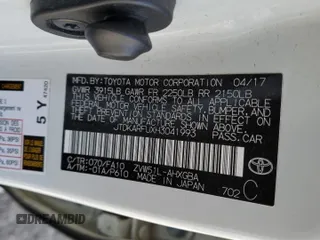 MFD. BY: TOYOTA MOTOR CORPORATION 04/17
GVWR 3915LB GAWR FR 2250LB RR 2150LB
THIS VEHICLE CONFORMS TO ALL APPLICABLE
FEDERAL MOTOR VEHICLE SAFETY, BUMPER, AND
THEFT PREVENTION STANDARDS IN EFFECT ON
THE DATE OF MANUFACTURE SHOWN ABOVE.
JTDKARFUXH3041993 PASS. CAR
C/TR:070/FA10 ZVW51L-AHXGBA
A/TM:-01A/P610 MADE IN JAPAN
702 C
5 Y
TOYOTA